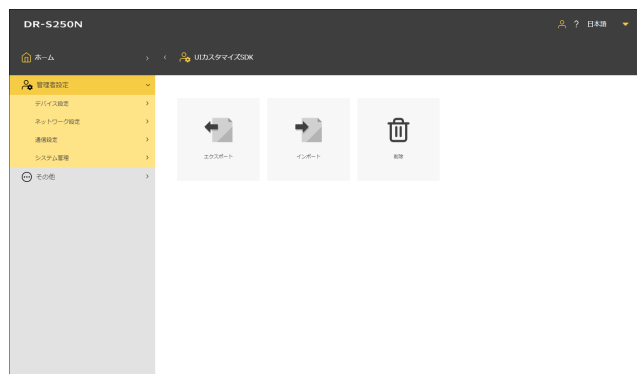 DR-S250N
? 日本語
ホーム
UIカスタマイズSDK
管理者設定
デバイス設定
ネットワーク設定
通信設定
システム管理
その他
エクスポート
インポート
削除